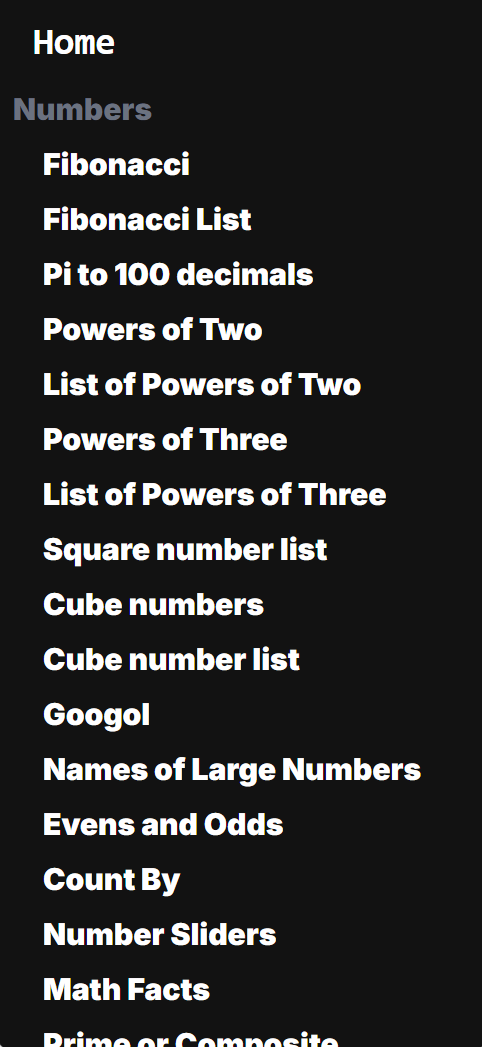 Home
Numbers
Fibonacci
Fibonacci List
Pi to 100 decimals
Powers of Two
List of Powers of Two
Powers of Three
List of Powers of Three
Square number list
Cube numbers
Cube number list
Googol
Names of Large Numbers
Evens and Odds
Count By
Number Sliders
Math Facts
Prime or Composite